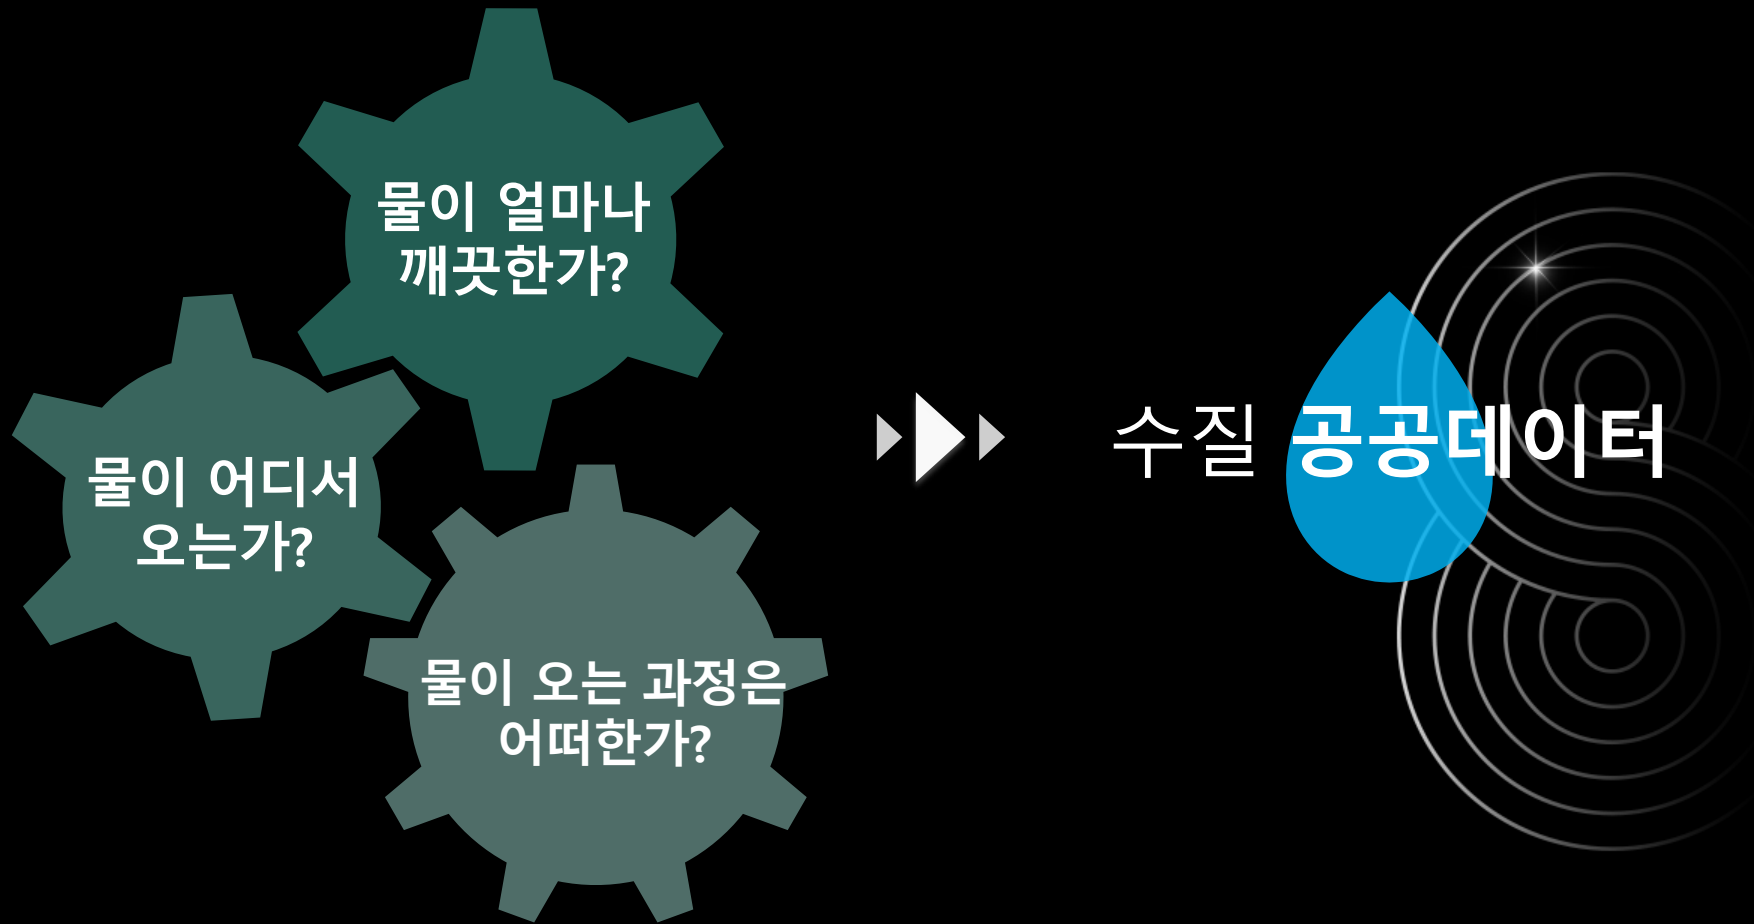 물이 얼마나
깨끗한가?
물이 어디서
오는가?
물이 오는 과정은
어떠한가?
수질 공공데이터